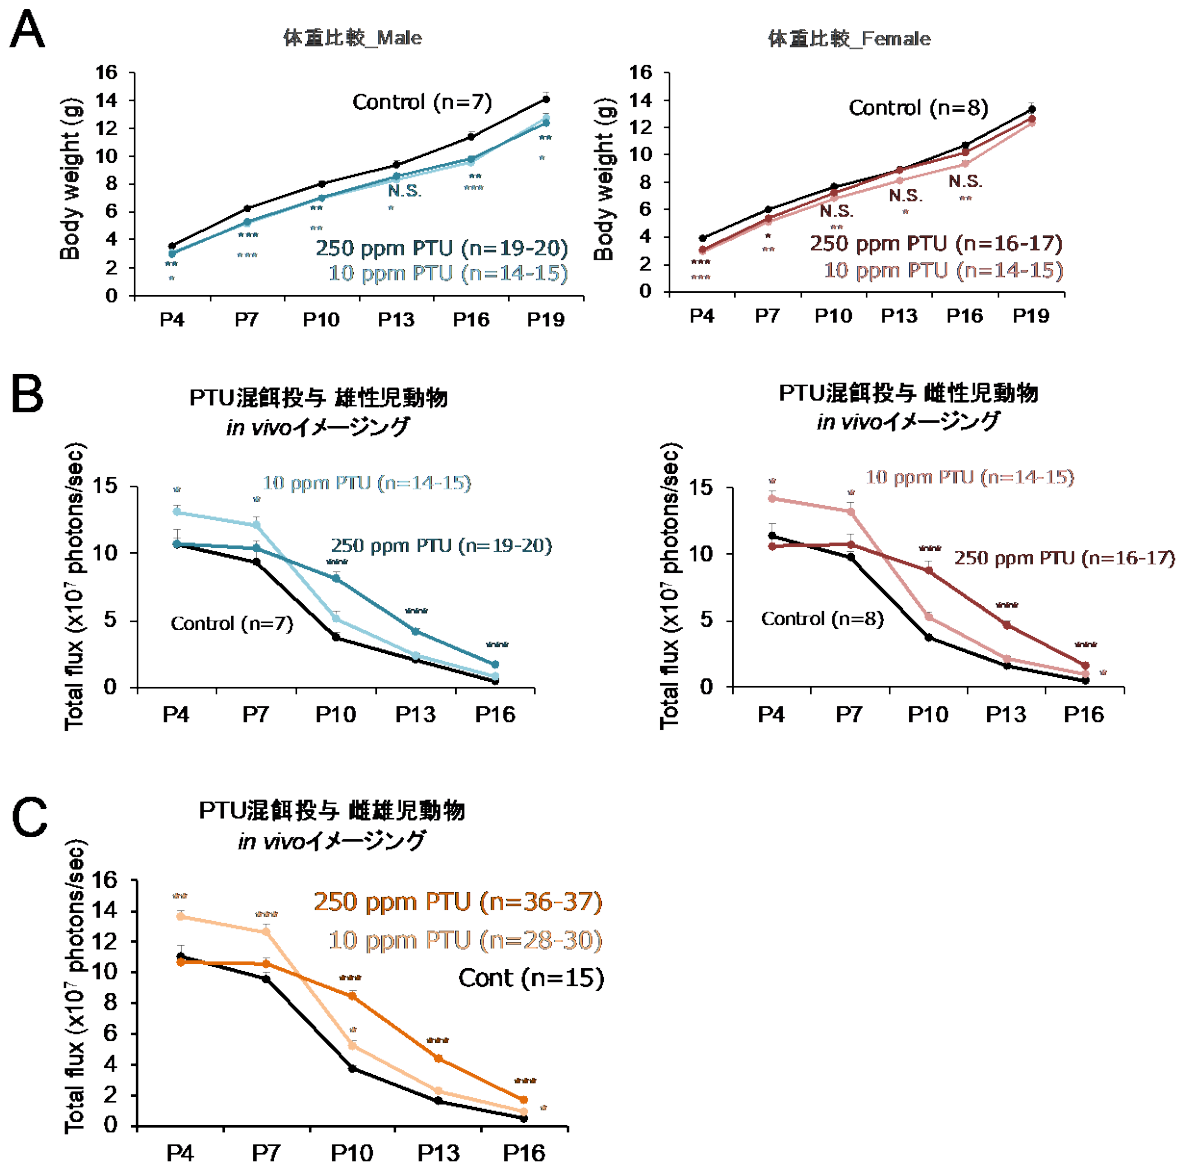 A
体重比較_Male
Body weight (g)
16
14
12
10
8
6
4
2
0
Control (n=7)
**
*
***
***
**
**
N.S.
*
**
***
**
*
250 ppm PTU (n=19-20)
10 ppm PTU (n=14-15)
P4 P7 P10 P13 P16 P19
体重比較_Female
Body weight (g)
16
14
12
10
8
6
4
2
0
Control (n=8)
***
***
*
**
N.S.
**
N.S.
*
N.S.
**
250 ppm PTU (n=16-17)
10 ppm PTU (n=14-15)
P4 P7 P10 P13 P16 P19
B
PTU混餌投与 雄性児動物
in vivoイメージング
Total flux (x10⁷ photons/sec)
15
10
5
0
*
*
10 ppm PTU (n=14-15)
250 ppm PTU (n=19-20)
***
***
***
Control (n=7)
P4 P7 P10 P13 P16
PTU混餌投与 雌性児動物
in vivoイメージング
Total flux (x10⁷ photons/sec)
15
10
5
0
*
*
10 ppm PTU (n=14-15)
***
250 ppm PTU (n=16-17)
***
***
*
Control (n=8)
P4 P7 P10 P13 P16
C
PTU混餌投与 雌雄児動物
in vivoイメージング
Total flux (x10⁷ photons/sec)
16
14
12
10
8
6
4
2
0
**
***
250 ppm PTU (n=36-37)
10 ppm PTU (n=28-30)
Cont (n=15)
***
*
***
***
*
P4 P7 P10 P13 P16